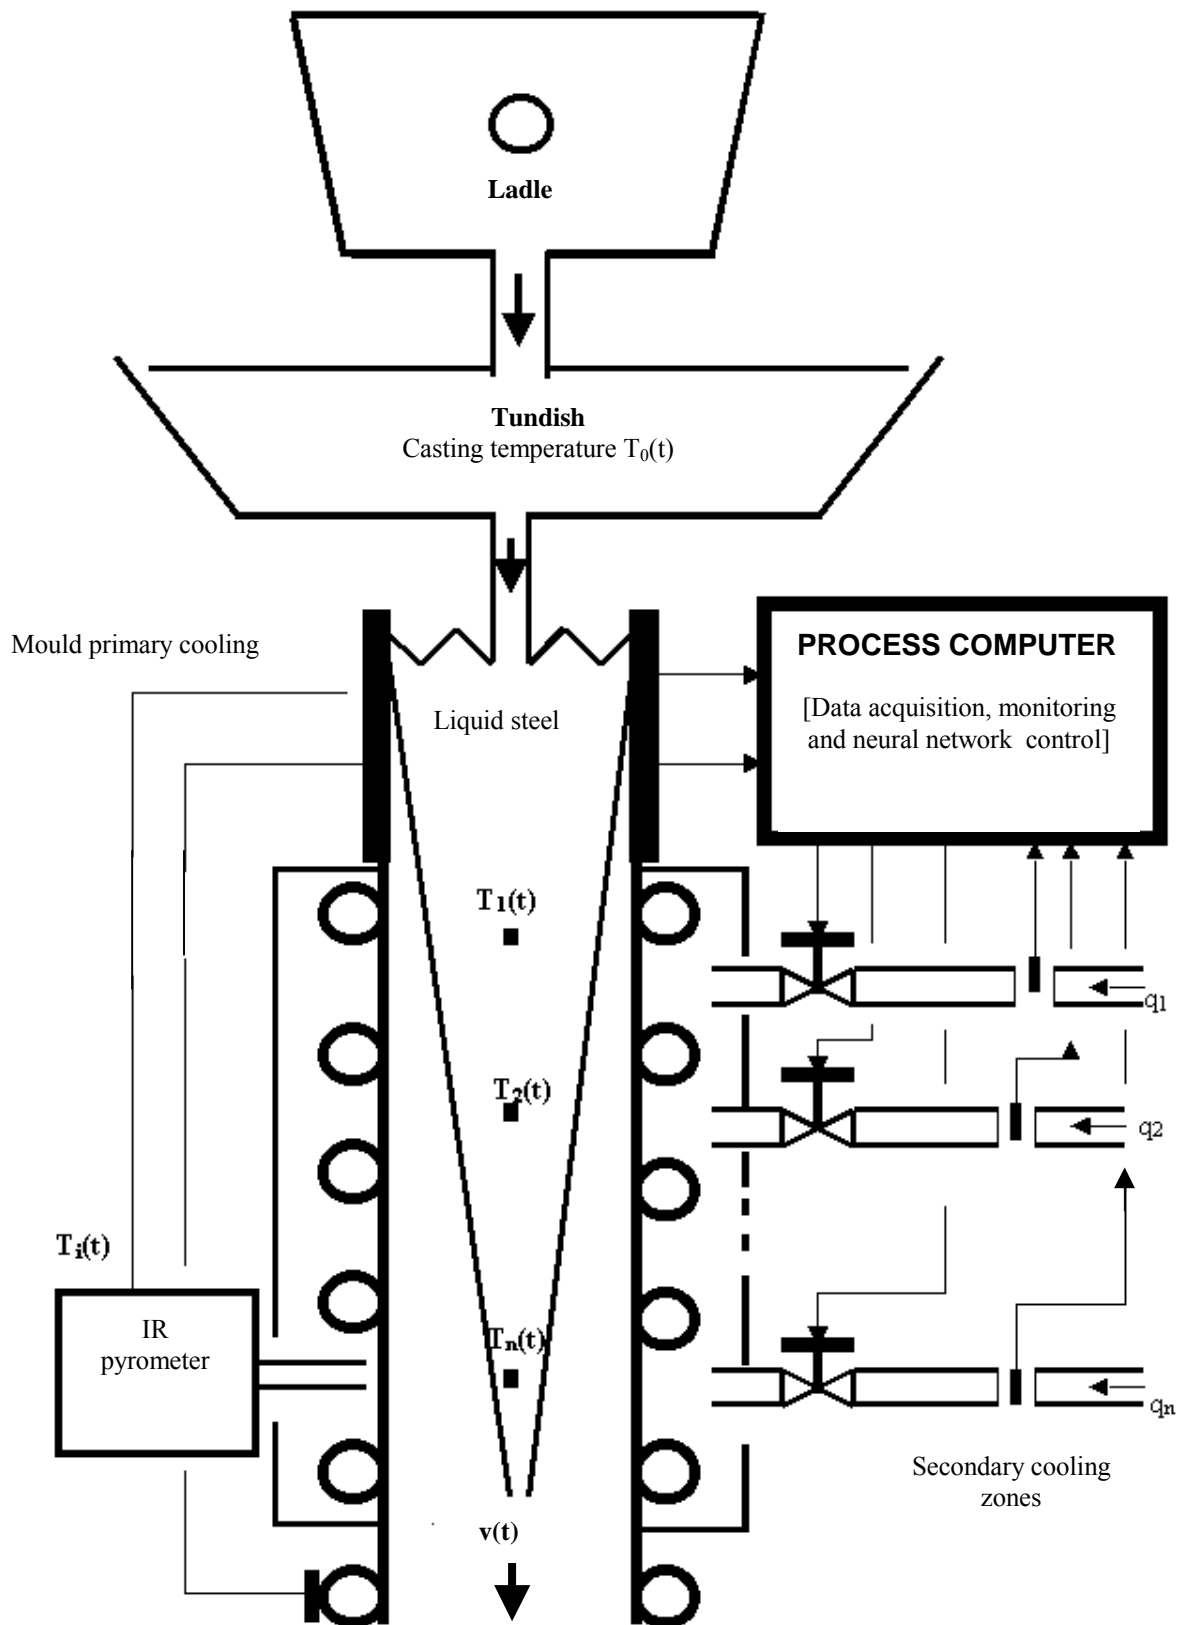 Ladle
Tundish
Casting temperature T₀(t)
Mould primary cooling
PROCESS COMPUTER
[Data acquisition, monitoring
and neural network control]
Liquid steel
T₁(t)
q₁
T₂(t)
q₂
Tᵢ(t)
IR
pyrometer
Tₙ(t)
qₙ
Secondary cooling
zones
v(t)